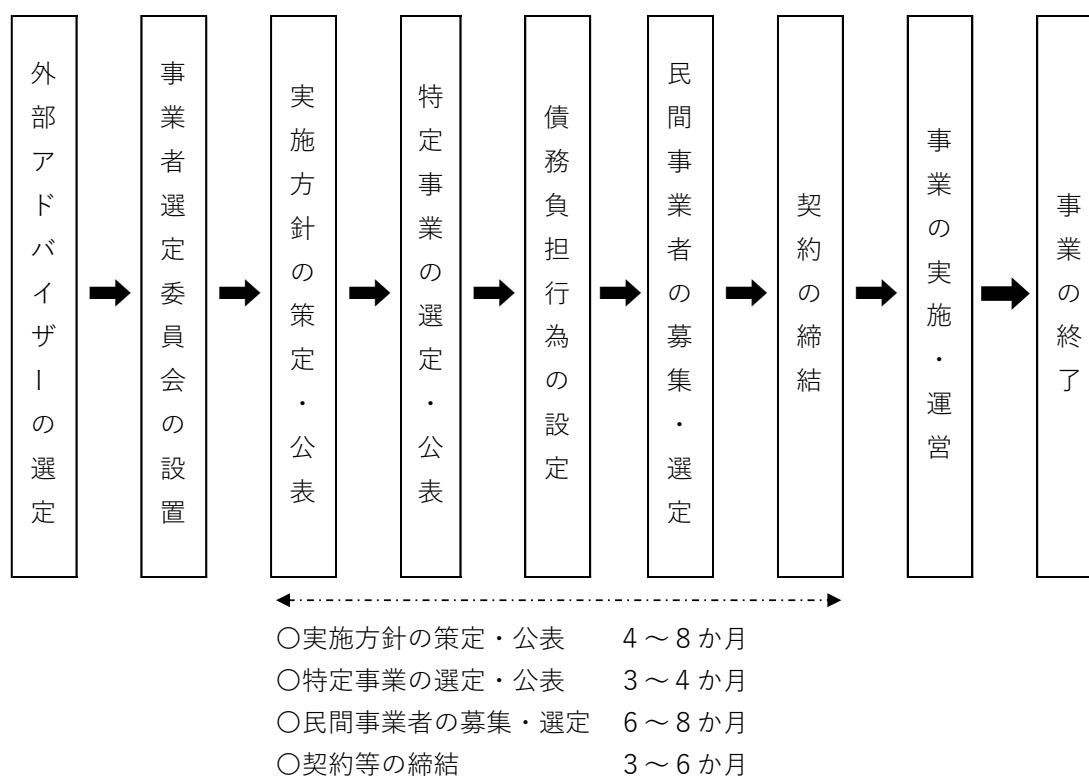 外部アドバイザーの選定
事業者選定委員会の設置
実施方針の策定・公表
特定事業の選定・公表
債務負担行為の設定
民間事業者の募集・選定
契約の締結
事業の実施・運営
事業の終了
〇実施方針の策定・公表 4～8か月
〇特定事業の選定・公表 3～4か月
〇民間事業者の募集・選定 6～8か月
〇契約等の締結 3～6か月